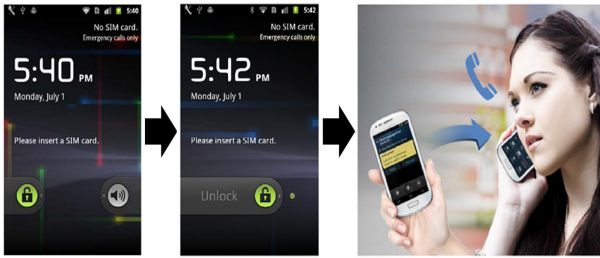 5:40
No SIM card.
Emergency calls only
5:40 PM
Monday, July 1
Please insert a SIM card.
5:42
No SIM card.
Emergency calls only
5:42 PM
Monday, July 1
Please insert a SIM card.
Unlock